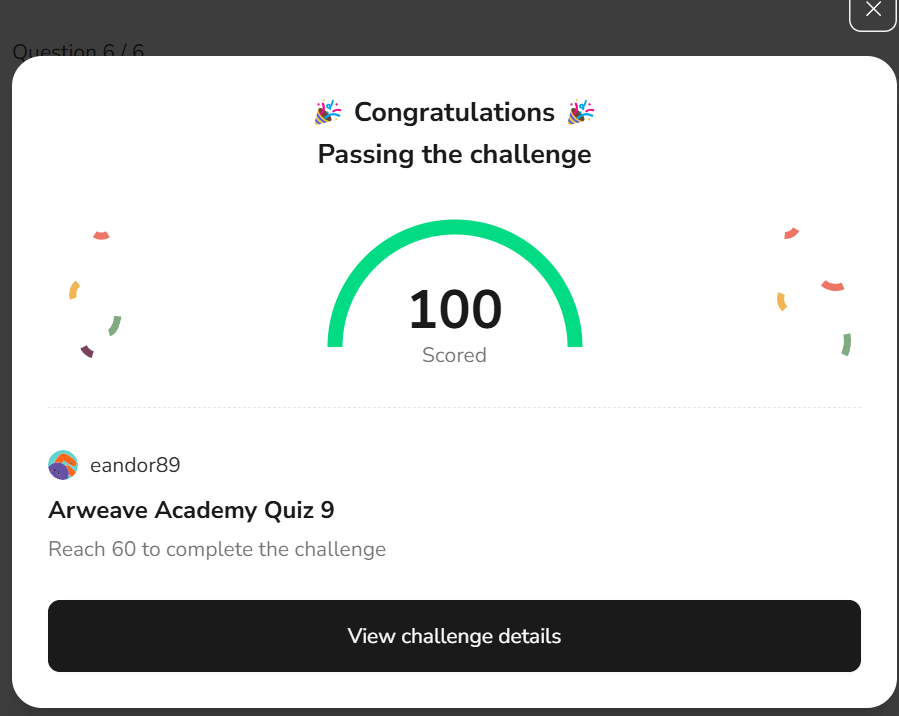 Question 6 / 6
Congratulations
Passing the challenge
100
Scored
eandor89
Arweave Academy Quiz 9
Reach 60 to complete the challenge
View challenge details